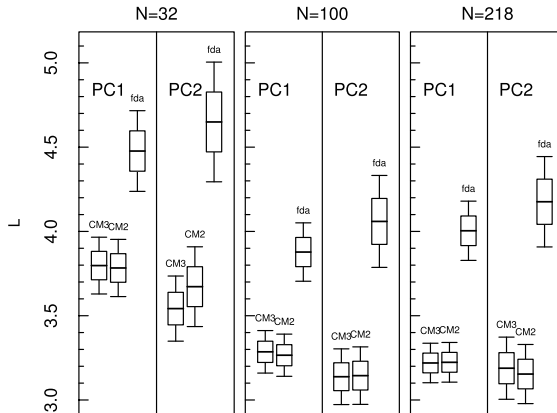 N=32 N=100 N=218
L
5.0
4.5
4.0
3.5
3.0
PC1 PC2 PC1 PC2 PC1 PC2
CM3 CM2 fda CM3 CM2 fda
CM3 CM2 fda CM3 CM2 fda
CM3 CM2 fda CM3 CM2 fda